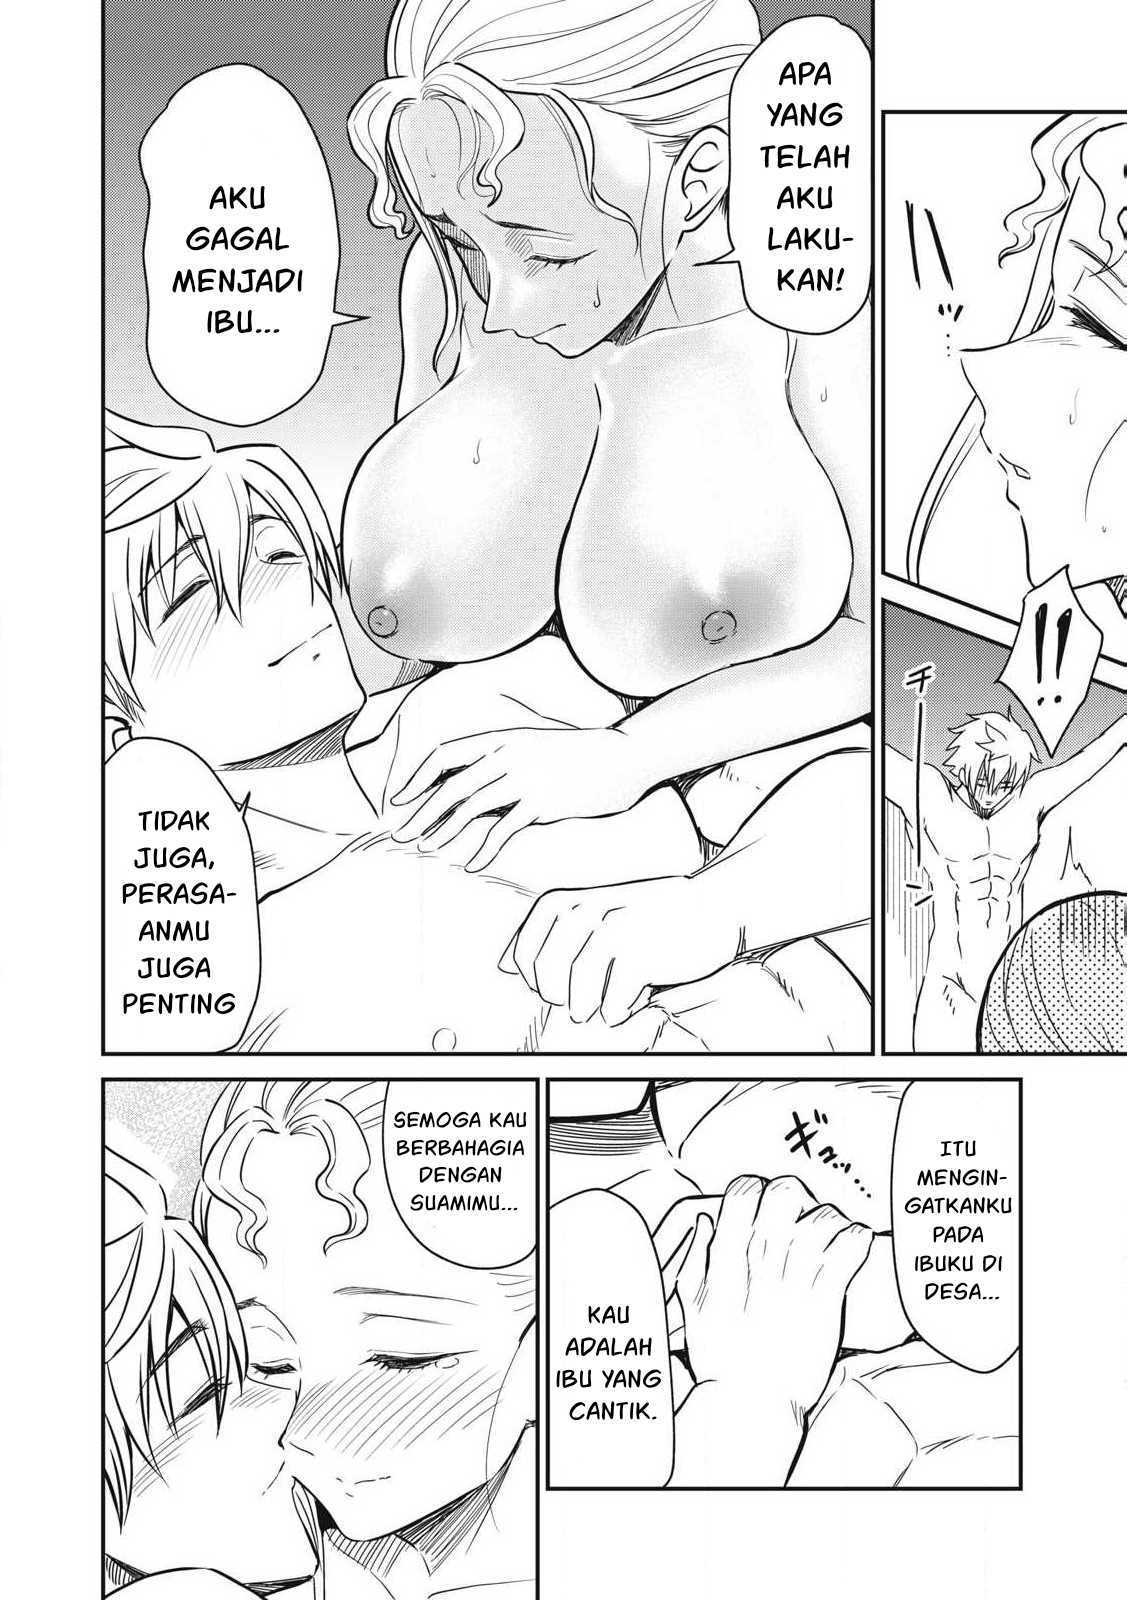 APA
YANG
TELAH
AKU
LAKU-
KAN!
AKU
GAGAL
MENJADI
IBU...
TIDAK
JUGA,
PERASA-
ANMU
JUGA
PENTING
!!
ITU
MENGIN-
GATKANKU
PADA
IBUKU DI
DESA...
KAU
ADALAH
IBU YANG
CANTIK.
SEMOGA KAU
BERBAHAGIA
DENGAN
SUAMIMU...